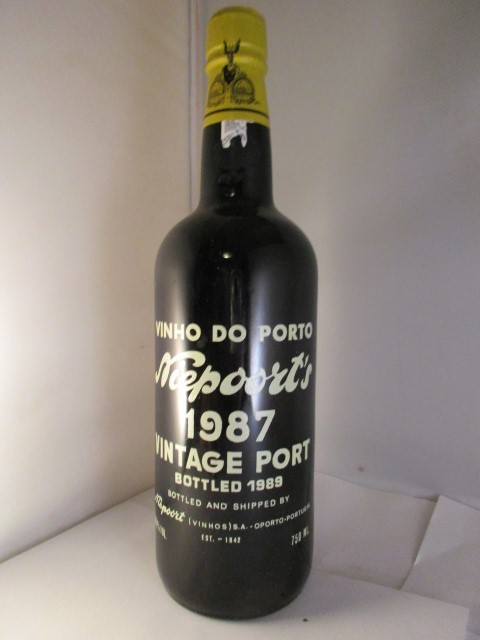 VINHO DO PORTO
Niepoort's
1987
VINTAGE PORT
BOTTLED 1989
BOTTLED AND SHIPPED BY
Niepoort (VINHOS) S.A. - OPORTO-PORTUGAL
EST. - 1842
750 ML